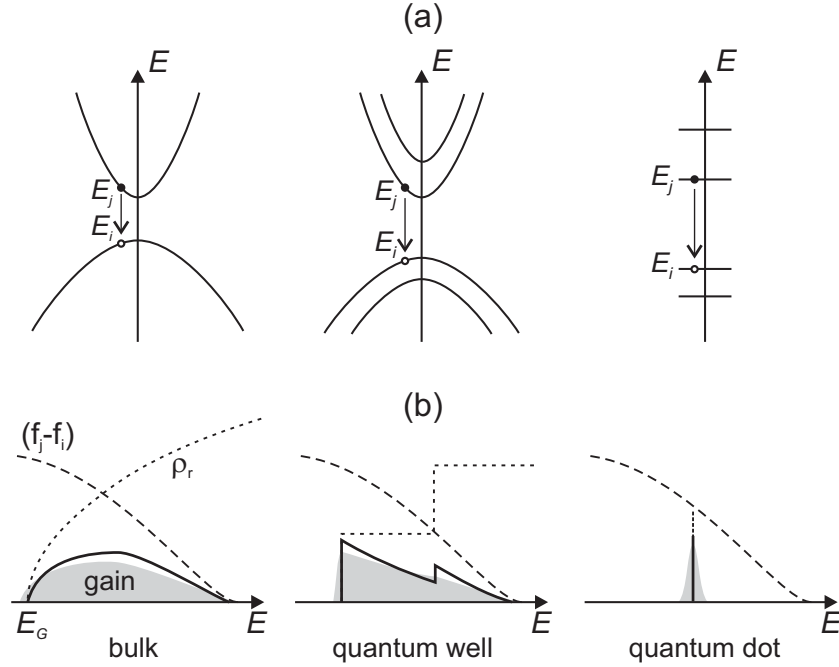 (a)
E
E
E
E_j
E_i
E_j
E_i
E_j
E_i
(b)
(f_j-f_i)
ρ_r
gain
E_G
E
E
E
bulk
quantum well
quantum dot